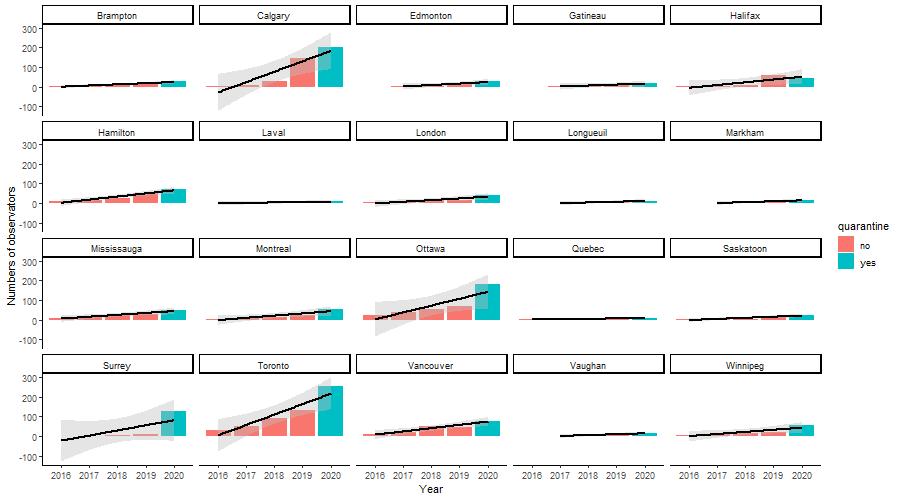 Brampton Calgary Edmonton Gatineau Halifax
300
200
100
0
-100
Hamilton Laval London Longueuil Markham
300
200
100
0
-100
Mississauga Montreal Ottawa Quebec Saskatoon
300
200
100
0
-100
Surrey Toronto Vancouver Vaughan Winnipeg
300
200
100
0
-100
2016 2017 2018 2019 2020 2016 2017 2018 2019 2020 2016 2017 2018 2019 2020 2016 2017 2018 2019 2020 2016 2017 2018 2019 2020
Year
Numbers of observators
quarantine
no
yes